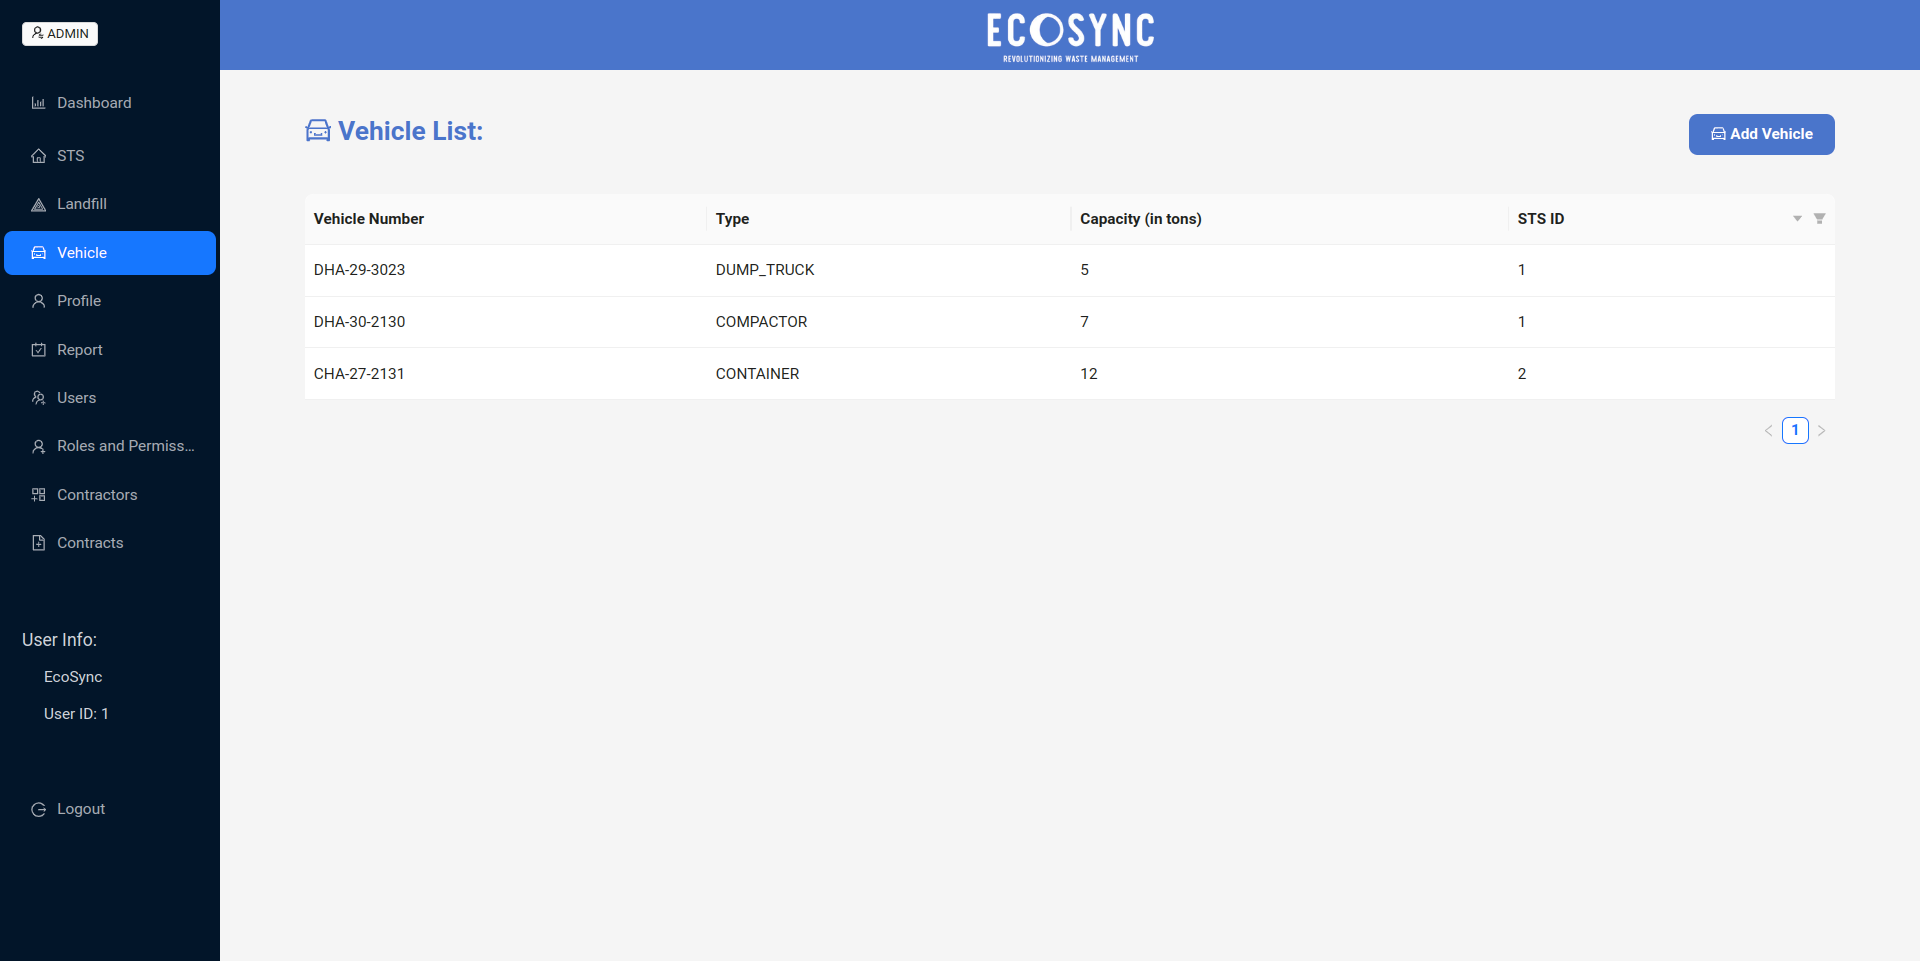 ADMIN
Dashboard
STS
Landfill
Vehicle
Profile
Report
Users
Roles and Permiss...
Contractors
Contracts
User Info:
EcoSync
User ID: 1
Logout
ECOSYNC
REVOLUTIONIZING WASTE MANAGEMENT
Vehicle List:
Add Vehicle
Vehicle Number Type Capacity (in tons) STS ID
DHA-29-3023 DUMP_TRUCK 5 1
DHA-30-2130 COMPACTOR 7 1
CHA-27-2131 CONTAINER 12 2
1